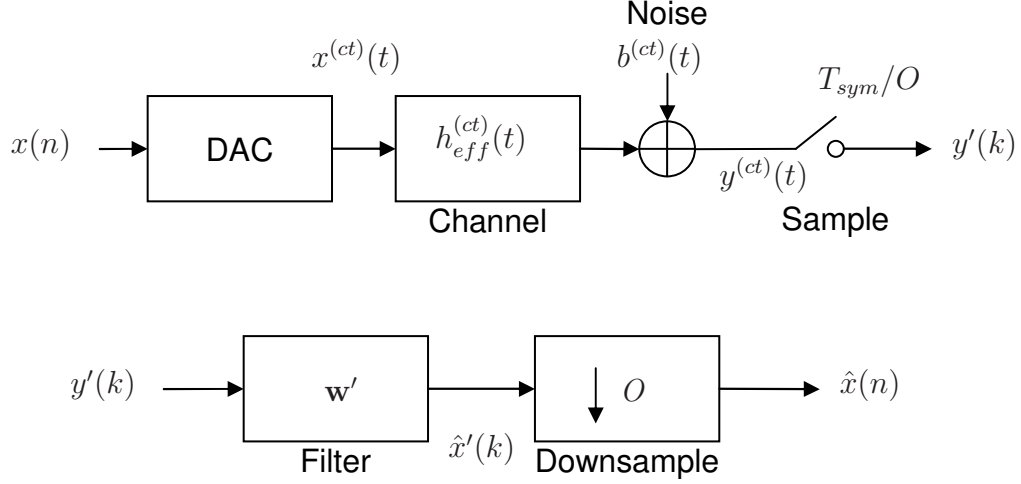 Noise
x^{(ct)}(t)
b^{(ct)}(t)
T_{sym}/O
x(n)
DAC
h_{eff}^{(ct)}(t)
y'(k)
y^{(ct)}(t)
Channel
Sample
y'(k)
w'
O
x̂(n)
x̂'(k)
Filter
Downsample